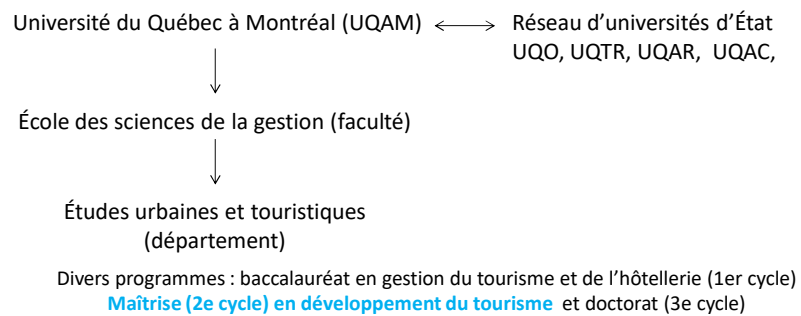 Université du Québec à Montréal (UQAM)
Réseau d’universités d’État
UQO, UQTR, UQAR, UQAC,
École des sciences de la gestion (faculté)
Études urbaines et touristiques
(département)
Divers programmes : baccalauréat en gestion du tourisme et de l’hôtellerie (1er cycle)
Maîtrise (2e cycle) en développement du tourisme et doctorat (3e cycle)